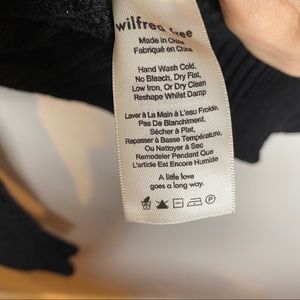 wilfred free
Made in China
Fabriqué en Chine
Hand Wash Cold,
No Bleach, Dry Flat,
Low Iron, Or Dry Clean
Reshape Whilst Damp
Laver à La Main à L'eau Froide,
Pas De Blanchiment,
Sécher à Plat,
Repasser à Basse Température,
Ou Nettoyer à Sec
Remodeler Pendant Que
L'article Est Encore Humide
A little love
goes a long way.
P